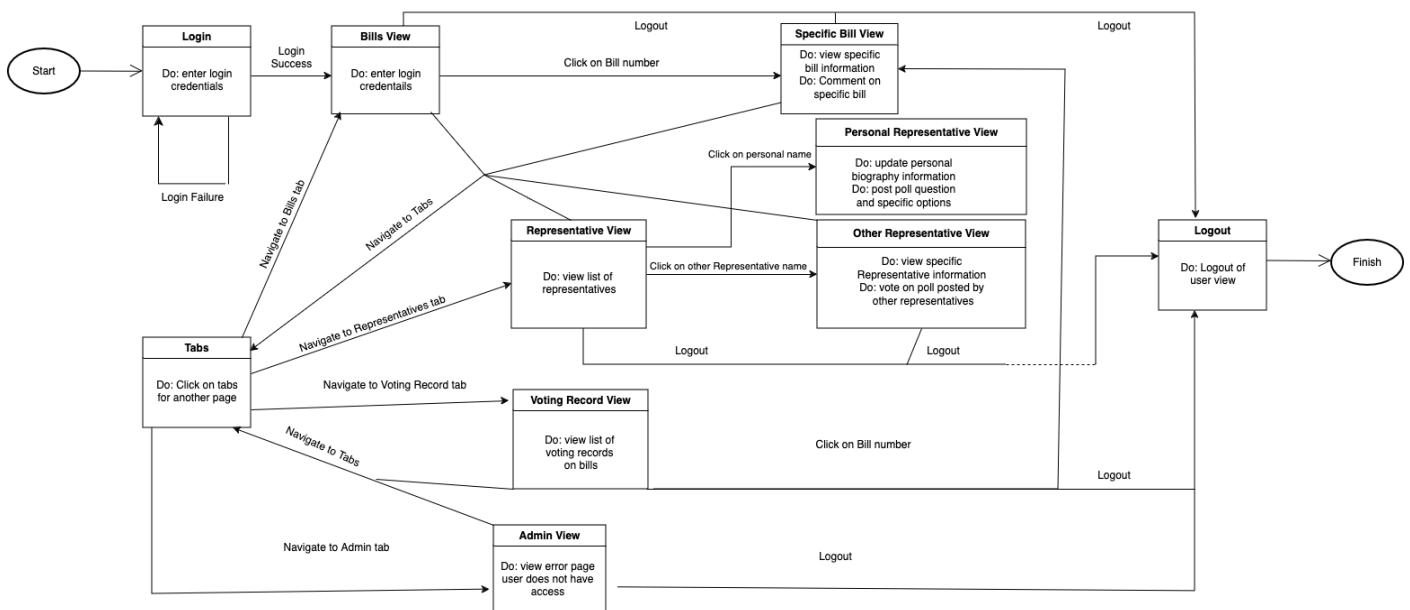 Logout
Logout
Start
Login
Do: enter login
credentials
Login
Success
Bills View
Do: enter login
credentails
Click on Bill number
Specific Bill View
Do: view specific
bill information
Do: Comment on
specific bill
Login Failure
Navigate to Bills tab
Navigate to Tabs
Click on personal name
Personal Representative View
Do: update personal
biography information
Do: post poll question
and specific options
Representative View
Do: view list of
representatives
Click on other Representative name
Other Representative View
Do: view specific
Representative information
Do: vote on poll posted by
other representatives
Logout
Do: Logout of
user view
Finish
Navigate to Representatives tab
Logout
Logout
Tabs
Do: Click on tabs
for another page
Navigate to Voting Record tab
Voting Record View
Do: view list of
voting records
on bills
Click on Bill number
Navigate to Tabs
Logout
Navigate to Admin tab
Admin View
Do: view error page
user does not have
access
Logout